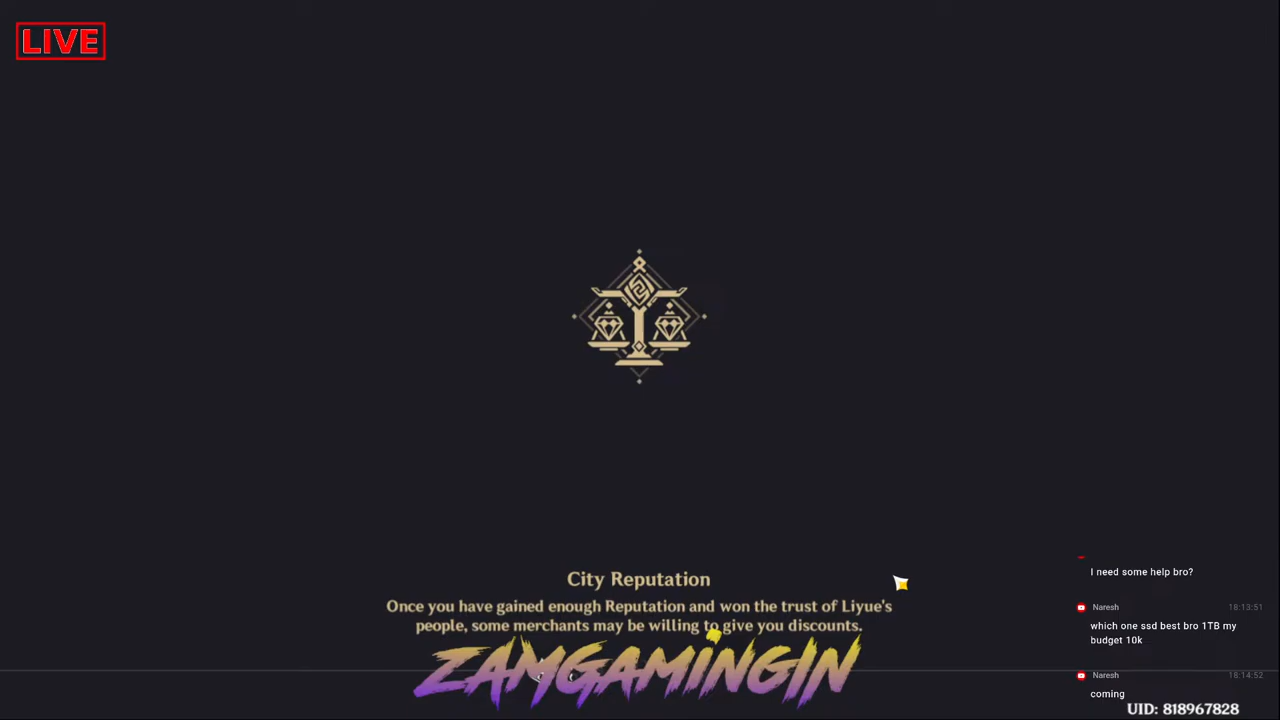 LIVE
City Reputation
Once you have gained enough Reputation and won the trust of Liyue's
people, some merchants may be willing to give you discounts.
ZAMGAMINGIN
I need some help bro?
Naresh 18:13:51
which one ssd best bro 1TB my
budget 10k
Naresh 18:14:52
coming
UID: 818967828